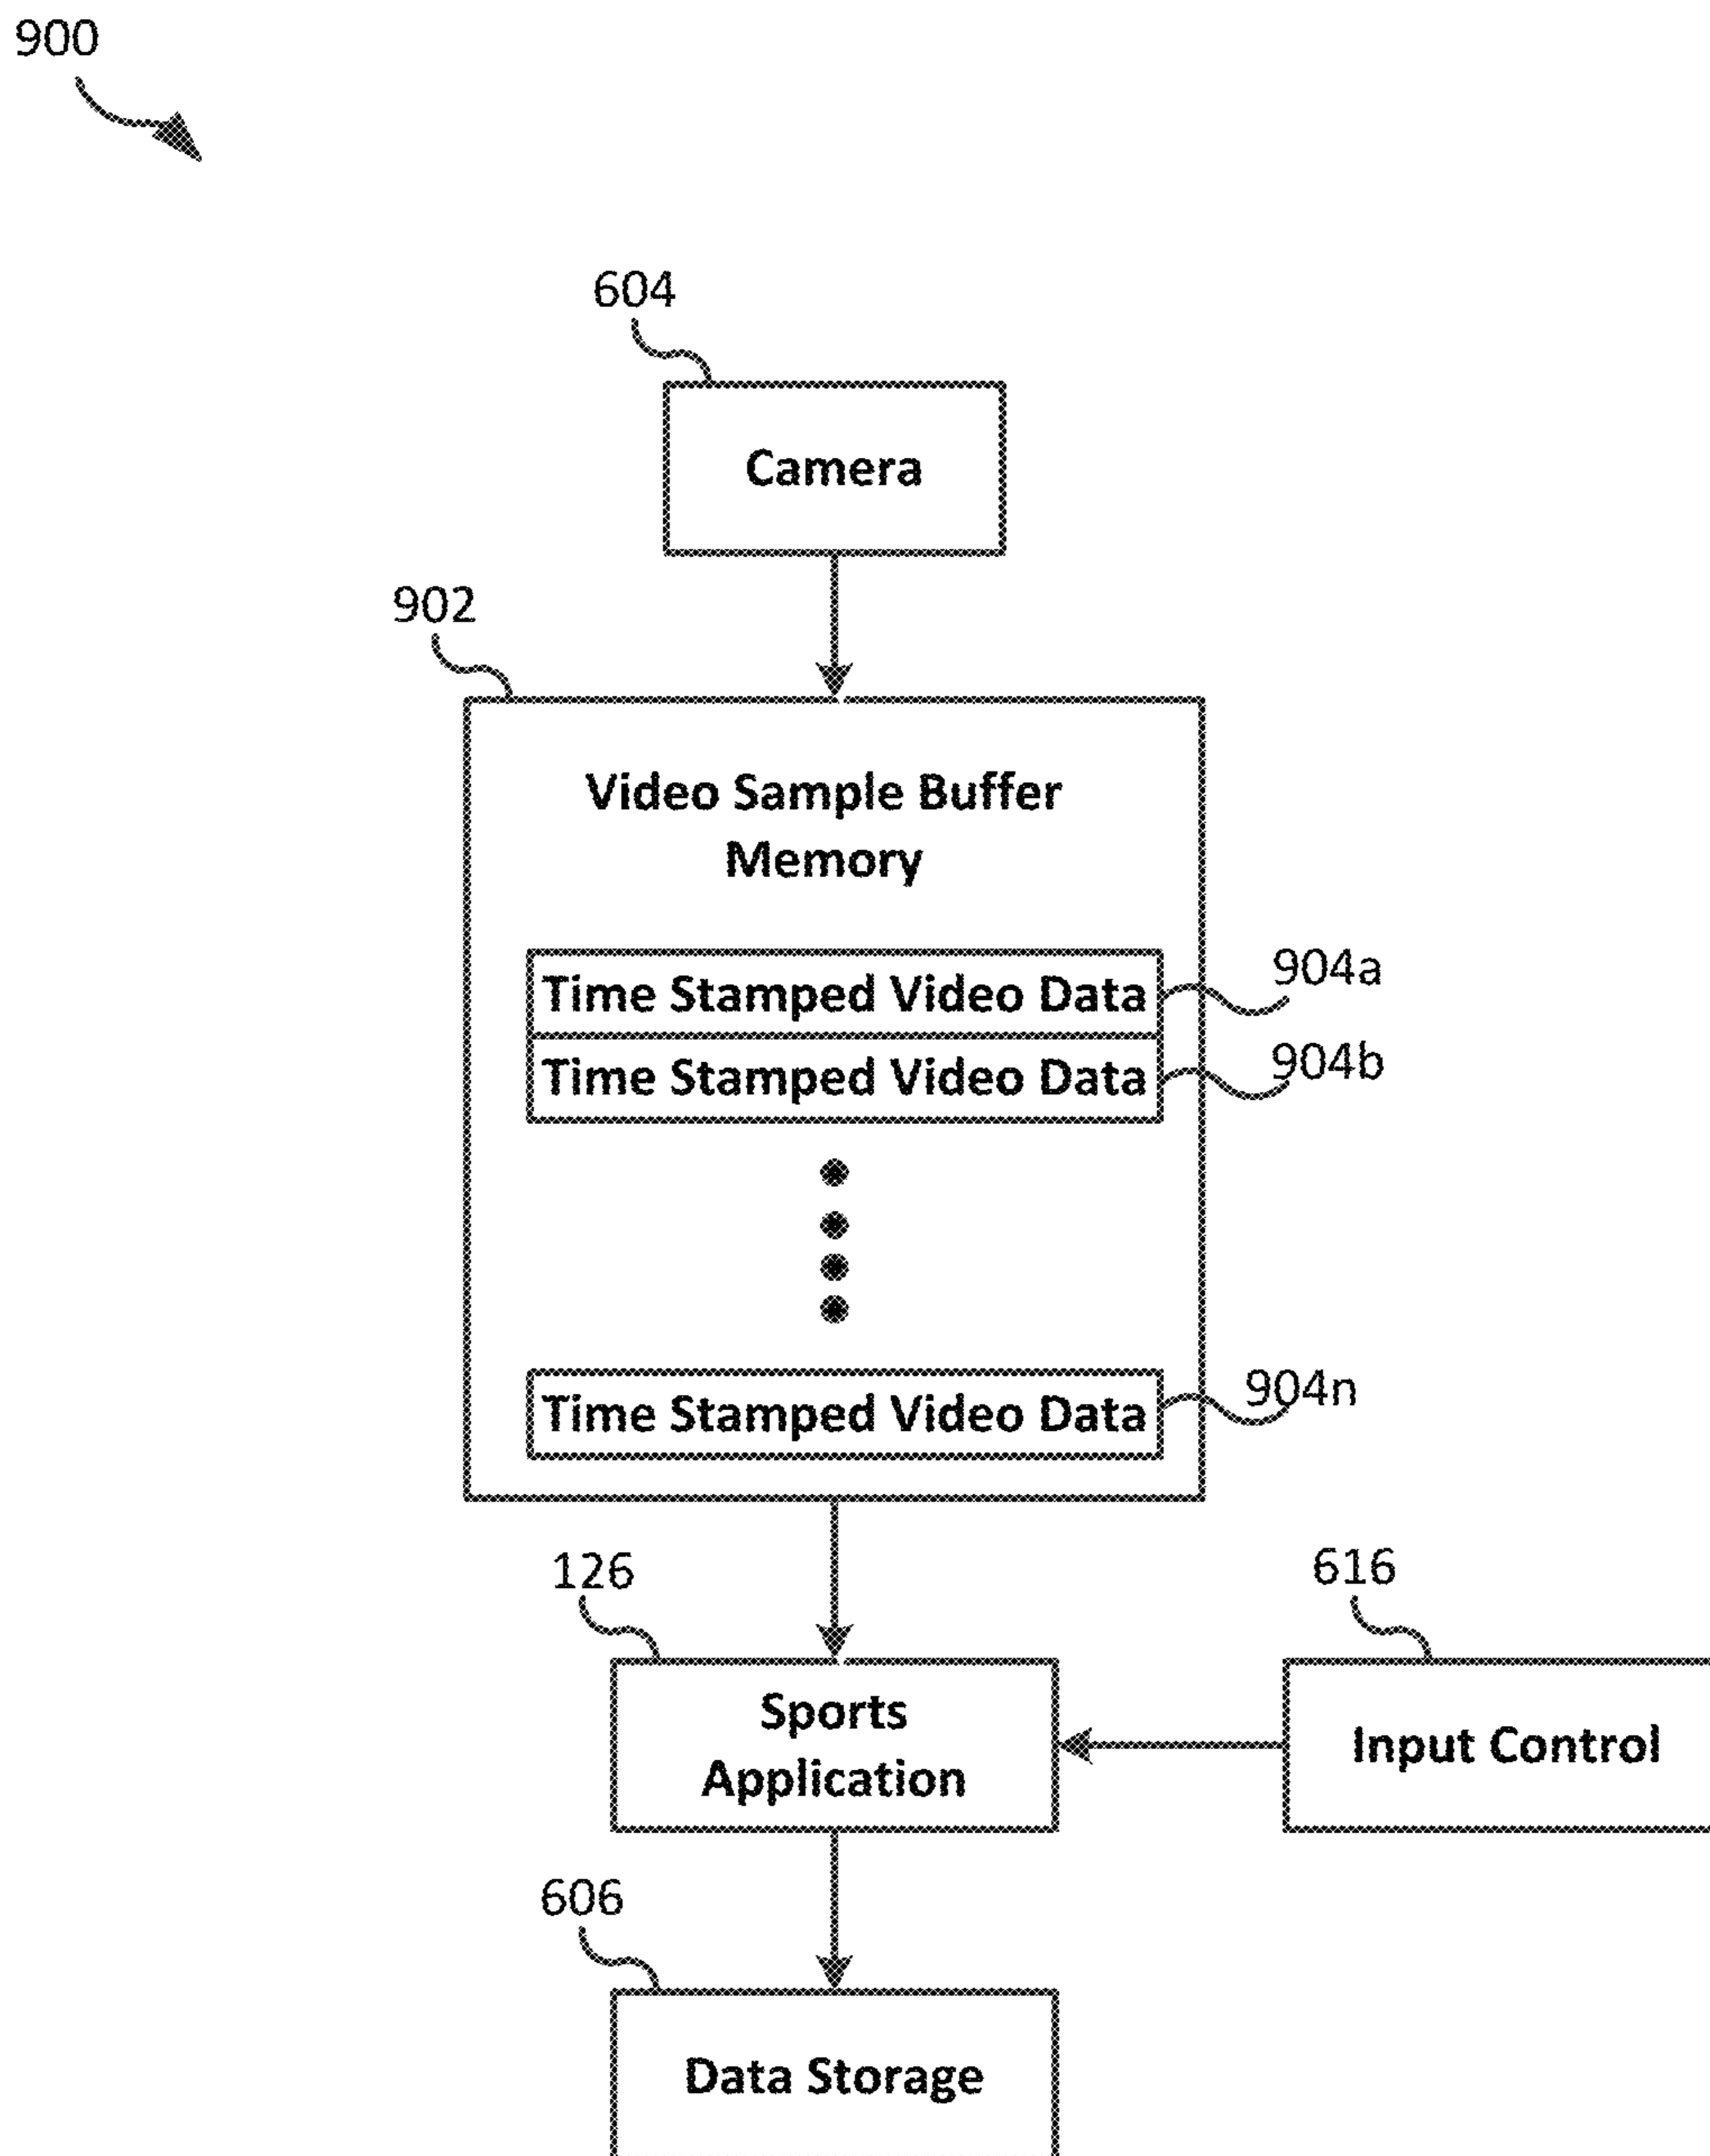 900
604
Camera
902
Video Sample Buffer
Memory
Time Stamped Video Data
904a
Time Stamped Video Data
904b
Time Stamped Video Data
904n
126
616
Sports
Application
Input Control
606
Data Storage